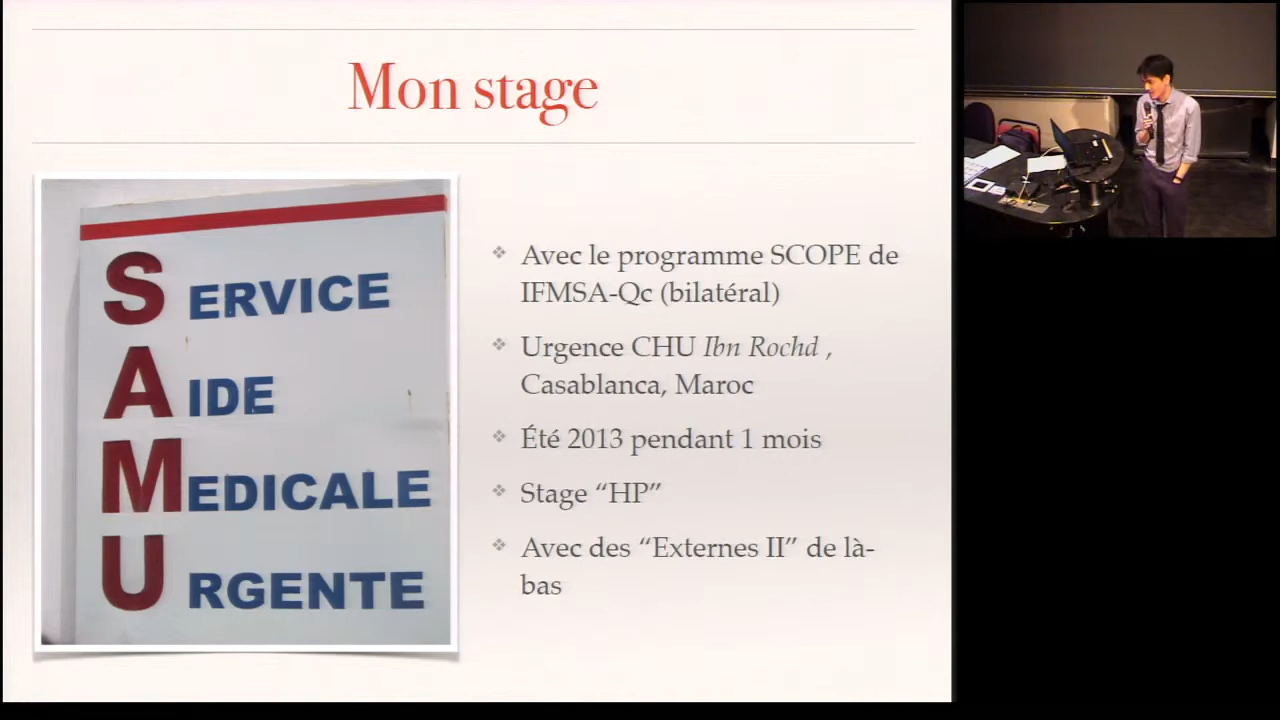 Mon stage
SERVICE
AIDE
MEDICALE
URGENTE
Avec le programme SCOPE de
IFMSA-Qc (bilatéral)
Urgence CHU Ibn Rochd ,
Casablanca, Maroc
Été 2013 pendant 1 mois
Stage “HP”
Avec des “Externes II” de là-
bas